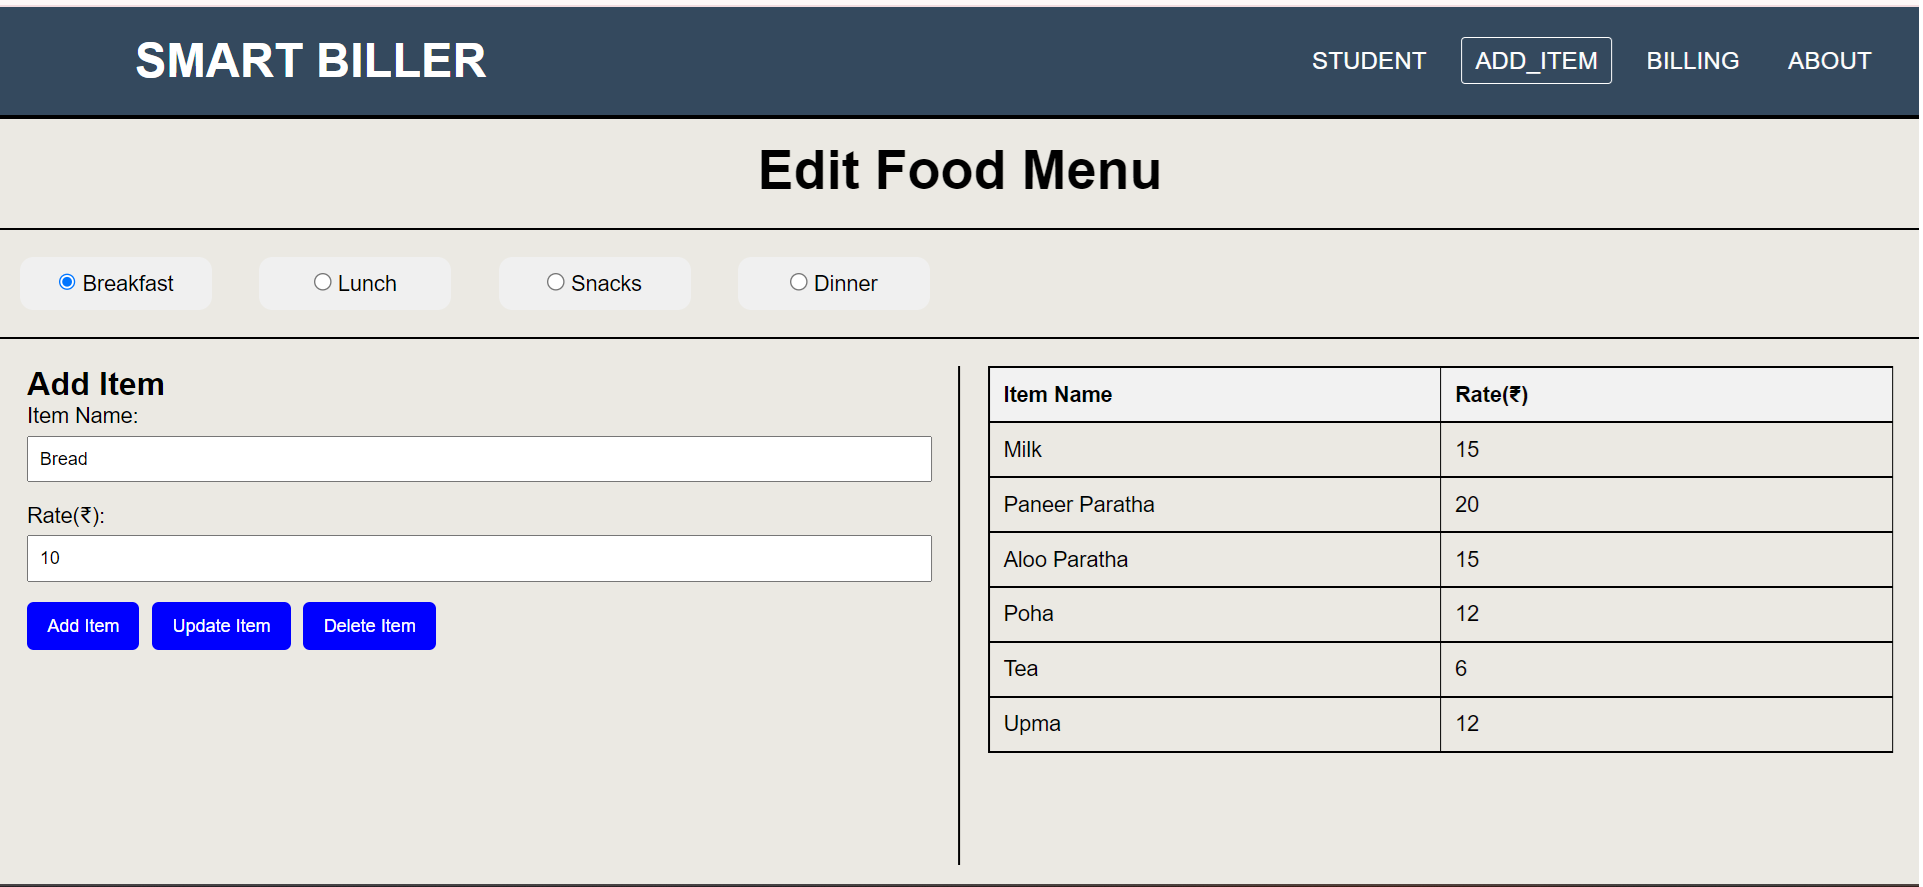 SMART BILLER
STUDENT ADD_ITEM BILLING ABOUT
Edit Food Menu
Breakfast Lunch Snacks Dinner
Add Item
Item Name:
Bread
Rate(₹):
10
Add Item Update Item Delete Item
Item Name Rate(₹)
Milk 15
Paneer Paratha 20
Aloo Paratha 15
Poha 12
Tea 6
Upma 12